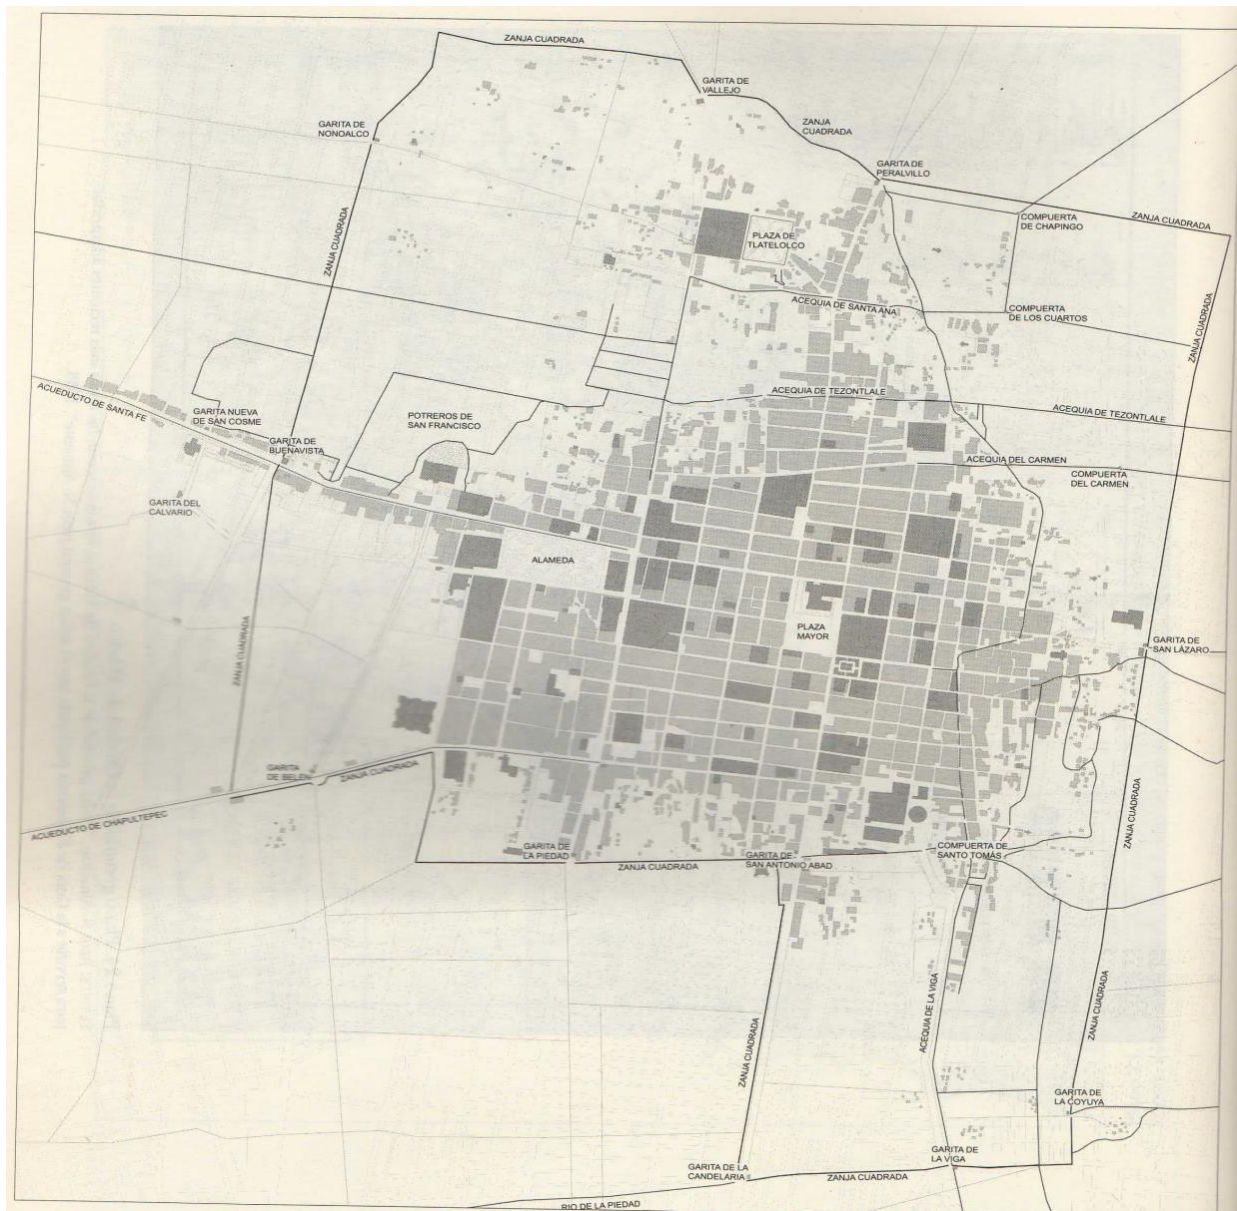 ZANJA CUADRADA
GARITA DE
VALLEJO
GARITA DE
NONOALCO
ZANJA
CUADRADA
GARITA DE
PERALVILLO
ZANJA CUADRADA
COMPUERTA
DE CHAPINGO
ZANJA CUADRADA
PLAZA DE
TLATELOLCO
ACEQUIA DE SANTA ANA
COMPUERTA
DE LOS CUARTOS
ZANJA CUADRADA
ACUEDUCTO DE SANTA FE
GARITA NUEVA
DE SAN COSME
GARITA DE
BUENAVISTA
POTREROS DE
SAN FRANCISCO
ACEQUIA DE TEZONTLALE
ACEQUIA DE TEZONTLALE
ACEQUIA DEL CARMEN
COMPUERTA
DEL CARMEN
GARITA DEL
CALVARIO
ALAMEDA
PLAZA
MAYOR
GARITA DE
SAN LÁZARO
ZANJA CUADRADA
GARITA
DE BELÉN
ZANJA CUADRADA
ACUEDUCTO DE CHAPULTEPEC
ZANJA CUADRADA
GARITA DE
LA PIEDAD
ZANJA CUADRADA
GARITA DE
SAN ANTONIO ABAD
COMPUERTA DE
SANTO TOMÁS
ZANJA CUADRADA
ACEQUIA DE LA VIGA
ZANJA CUADRADA
GARITA DE
LA COYUYA
GARITA DE
LA VIGA
GARITA DE LA
CANDELARIA
ZANJA CUADRADA
RIO DE LA PIEDAD